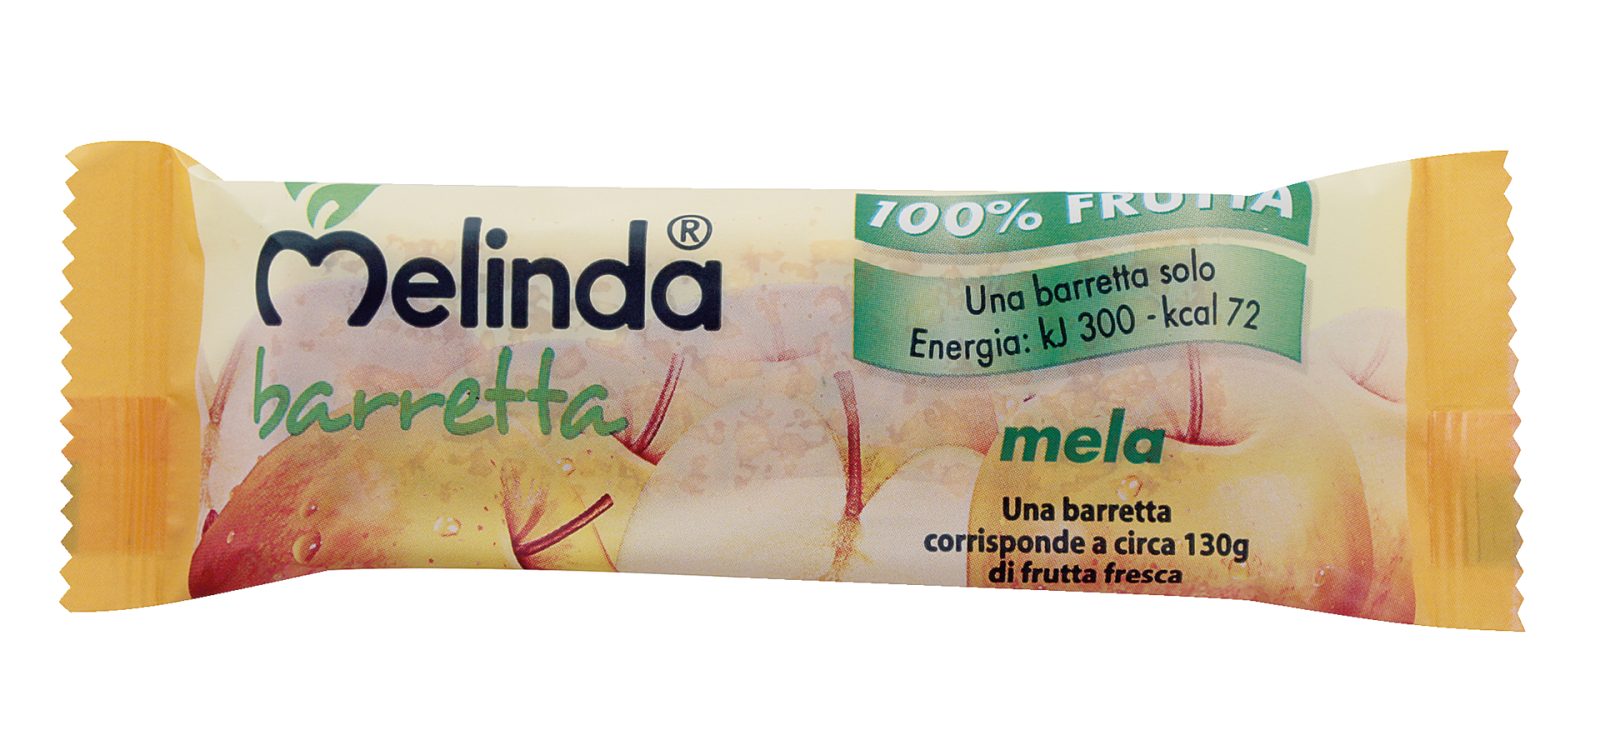 Melinda®
barretta
100% FRUTTA
Una barretta solo
Energia: kJ 300 - kcal 72
mela
Una barretta
corrisponde a circa 130g
di frutta fresca